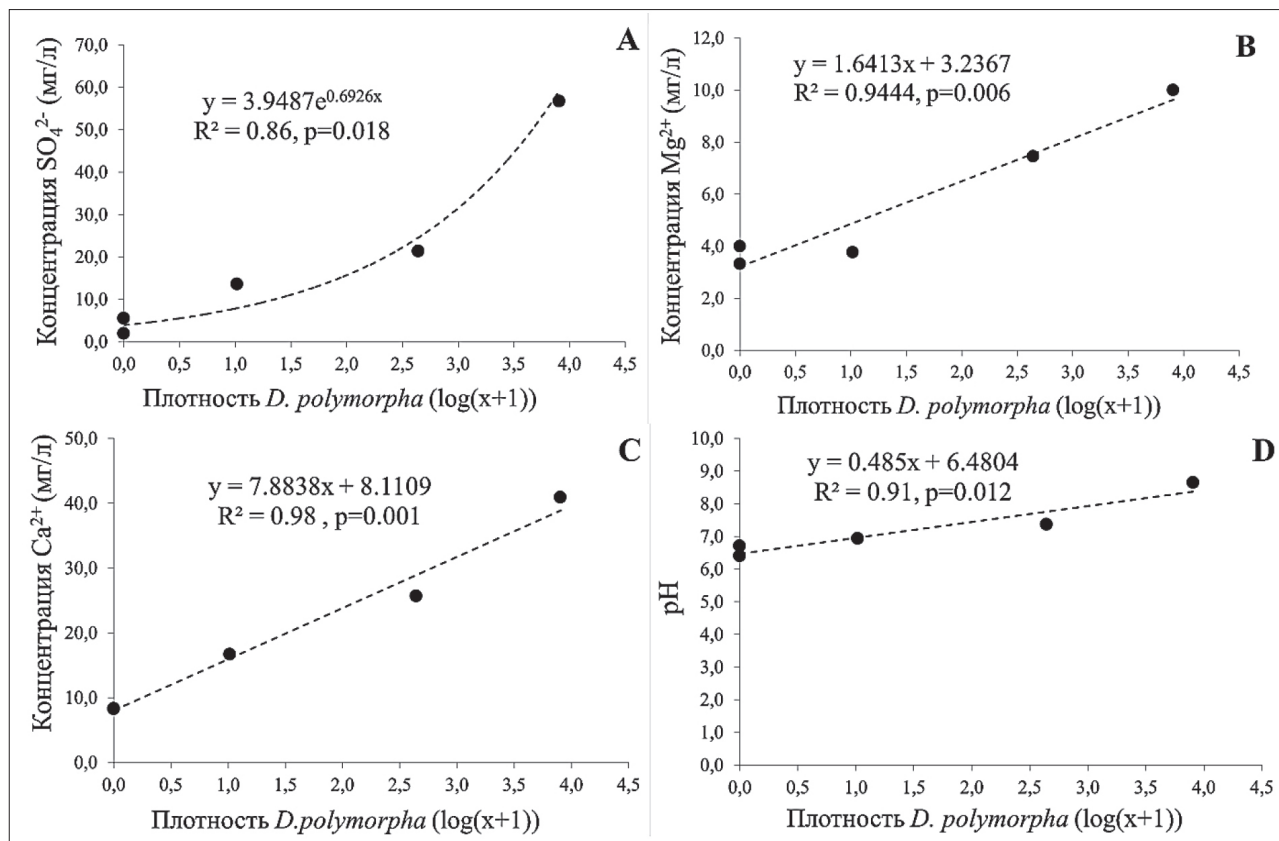 A
Концентрация SO₄²⁻ (мг/л)
70,0
60,0
50,0
40,0
30,0
20,0
10,0
0,0
y = 3.9487e^0.6926x
R² = 0.86, p=0.018
0,0 0,5 1,0 1,5 2,0 2,5 3,0 3,5 4,0 4,5
Плотность D. polymorpha (log(x+1))
B
Концентрация Mg²⁺ (мг/л)
12,0
10,0
8,0
6,0
4,0
2,0
0,0
y = 1.6413x + 3.2367
R² = 0.9444, p=0.006
0,0 0,5 1,0 1,5 2,0 2,5 3,0 3,5 4,0 4,5
Плотность D. polymorpha (log(x+1))
C
Концентрация Ca²⁺ (мг/л)
50,0
40,0
30,0
20,0
10,0
0,0
y = 7.8838x + 8.1109
R² = 0.98 , p=0.001
0,0 0,5 1,0 1,5 2,0 2,5 3,0 3,5 4,0 4,5
Плотность D.polymorpha (log(x+1))
D
pH
10,0
9,0
8,0
7,0
6,0
5,0
4,0
3,0
2,0
1,0
0,0
y = 0.485x + 6.4804
R² = 0.91, p=0.012
0,0 0,5 1,0 1,5 2,0 2,5 3,0 3,5 4,0 4,5
Плотность D. polymorpha (log(x+1))